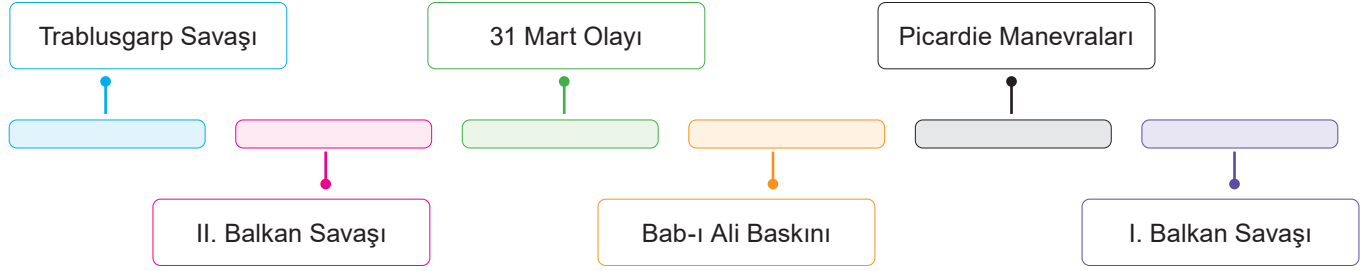 Trablusgarp Savaşı
31 Mart Olayı
Picardie Manevraları
II. Balkan Savaşı
Bab-ı Ali Baskını
I. Balkan Savaşı